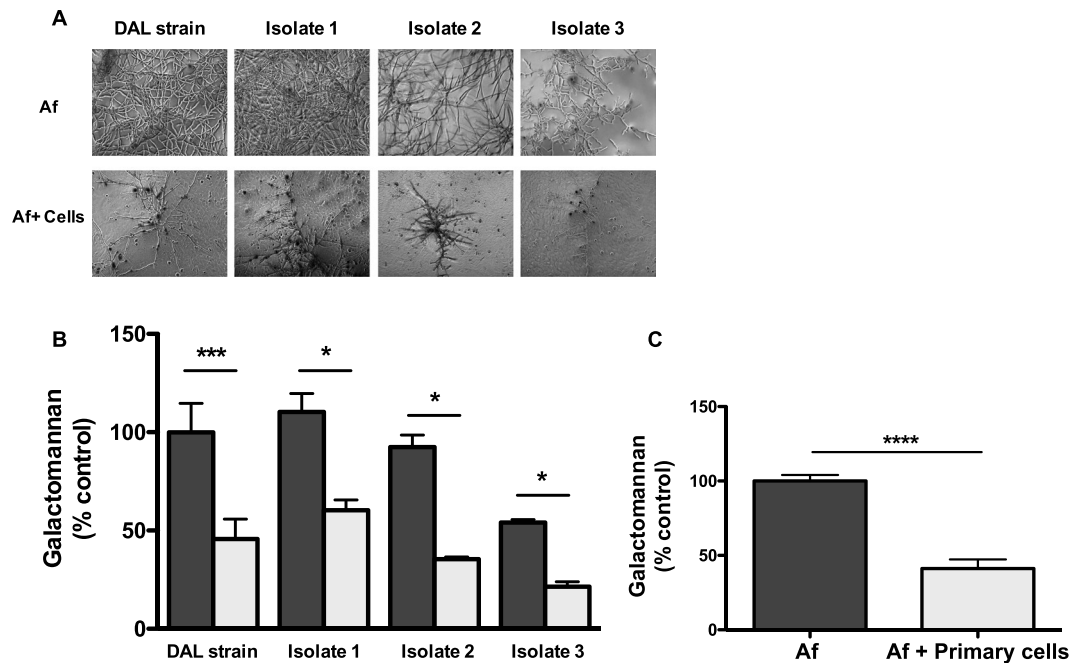 A
DAL strain Isolate 1 Isolate 2 Isolate 3
Af
Af+ Cells
B
Galactomannan
(% control)
150
100
50
0
***
*
*
*
DAL strain Isolate 1 Isolate 2 Isolate 3
C
Galactomannan
(% control)
150
100
50
0
****
Af Af + Primary cells